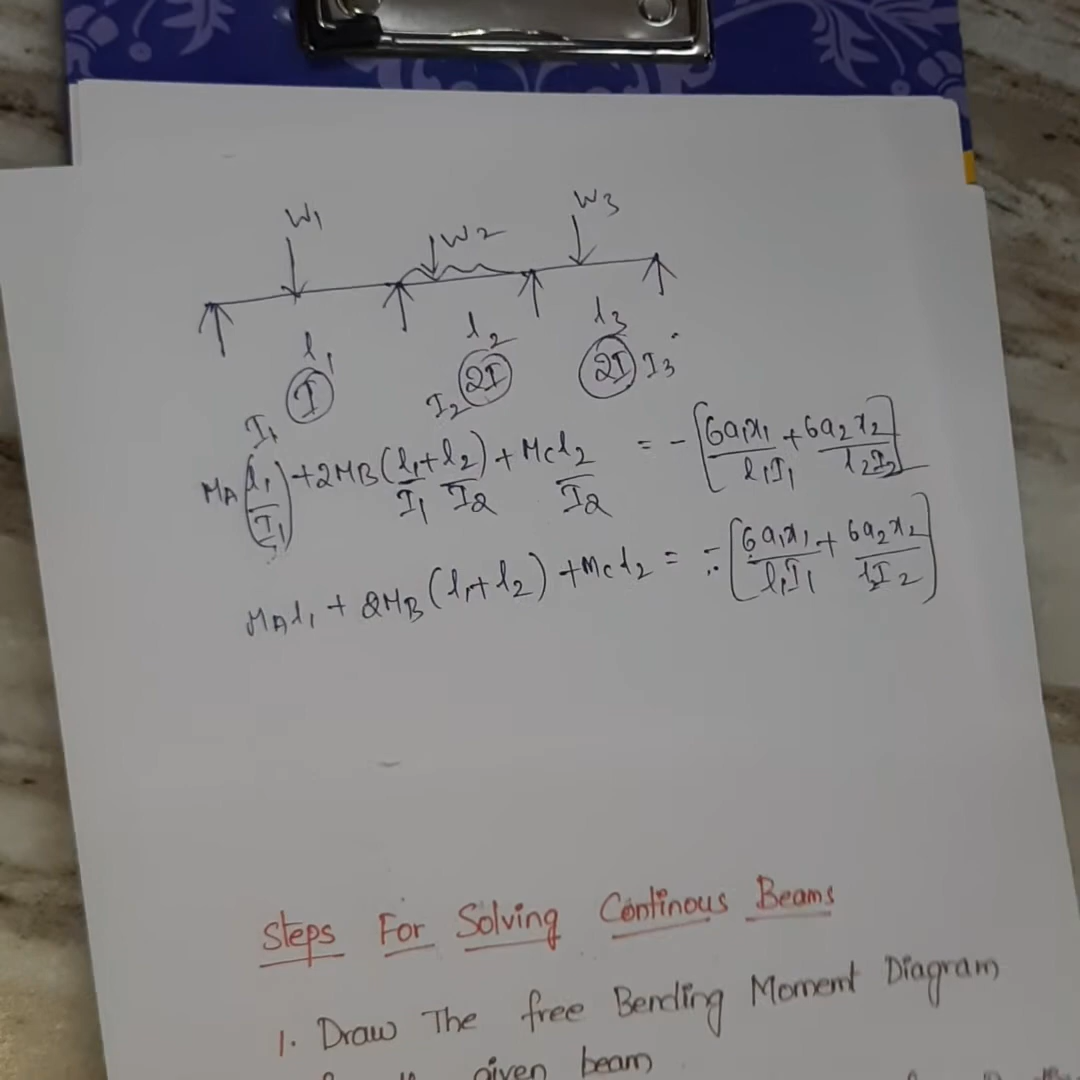 W1 W2 W3
l1 l2 l3
I1 I I2 2I 2I I3
MA(l1/I1) + 2MB(l1/I1 + l2/I2) + MC l2/I2 = -[6a1x1/l1I1 + 6a2x2/l2I2]
MAl1 + 2MB(l1+l2) + MCl2 = -[6a1x1/l1I1 + 6a2x2/l2I2]
Steps For Solving Continous Beams
1. Draw The free Bending Moment Diagram
given beam